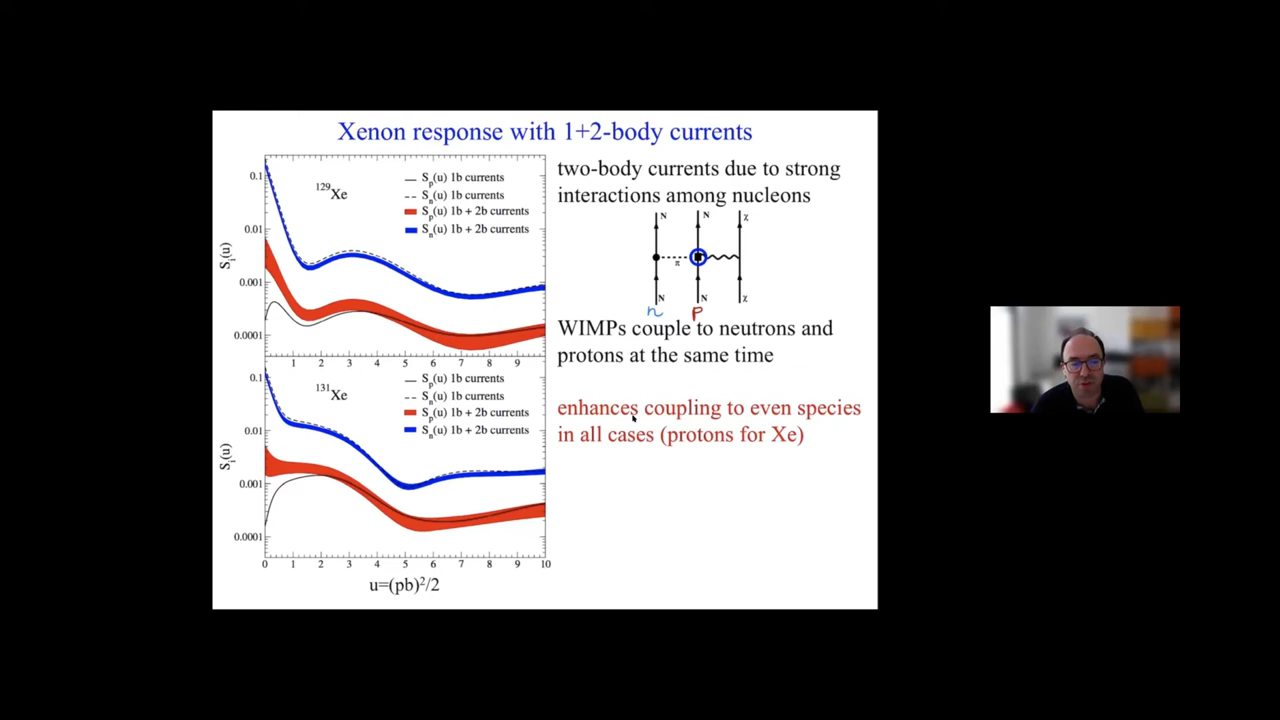 Xenon response with 1+2-body currents
0.1
0.01
0.001
0.0001
S_i(u)
¹²⁹Xe
S_p(u) 1b currents
S_n(u) 1b currents
S_p(u) 1b + 2b currents
S_n(u) 1b + 2b currents
1 2 3 4 5 6 7 8 9
0.1
0.01
0.001
0.0001
S_i(u)
¹³¹Xe
S_p(u) 1b currents
S_n(u) 1b currents
S_p(u) 1b + 2b currents
S_n(u) 1b + 2b currents
0 1 2 3 4 5 6 7 8 9 10
u=(pb)²/2
two-body currents due to strong
interactions among nucleons
N N χ
π
N N χ
n p
WIMPs couple to neutrons and
protons at the same time
enhances coupling to even species
in all cases (protons for Xe)